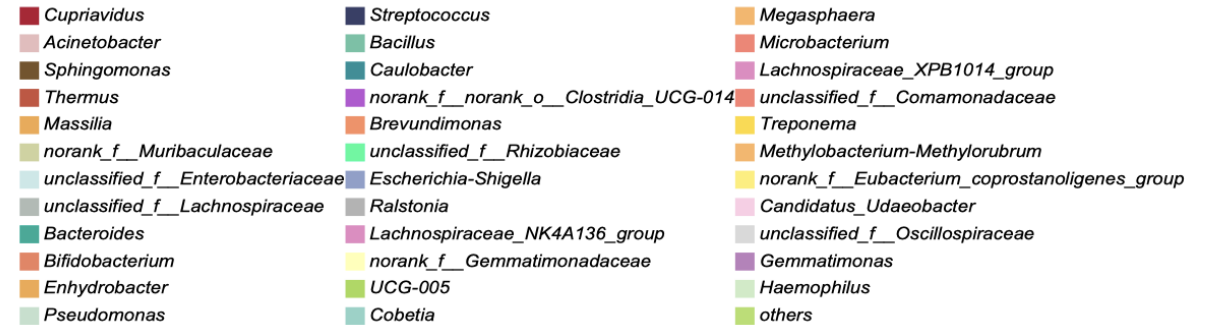 Cupriavidus
Acinetobacter
Sphingomonas
Thermus
Massilia
norank_f__Muribaculaceae
unclassified_f__Enterobacteriaceae
unclassified_f__Lachnospiraceae
Bacteroides
Bifidobacterium
Enhydrobacter
Pseudomonas
Streptococcus
Bacillus
Caulobacter
norank_f__norank_o__Clostridia_UCG-014
Brevundimonas
unclassified_f__Rhizobiaceae
Escherichia-Shigella
Ralstonia
Lachnospiraceae_NK4A136_group
norank_f__Gemmatimonadaceae
UCG-005
Cobetia
Megasphaera
Microbacterium
Lachnospiraceae_XPB1014_group
unclassified_f__Comamonadaceae
Treponema
Methylobacterium-Methylorubrum
norank_f__Eubacterium_coprostanoligenes_group
Candidatus_Udaeobacter
unclassified_f__Oscillospiraceae
Gemmatimonas
Haemophilus
others